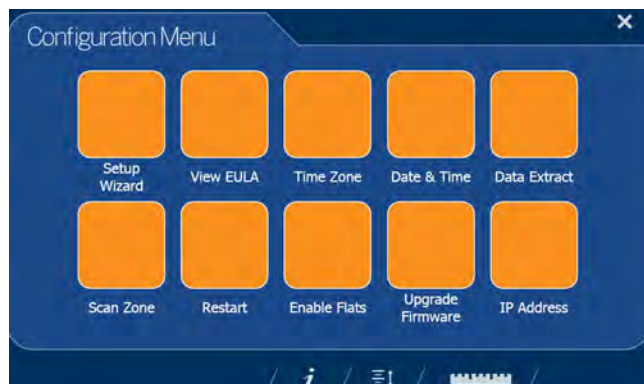 Configuration Menu
Setup
Wizard
View EULA
Time Zone
Date & Time
Data Extract
Scan Zone
Restart
Enable Flats
Upgrade
Firmware
IP Address